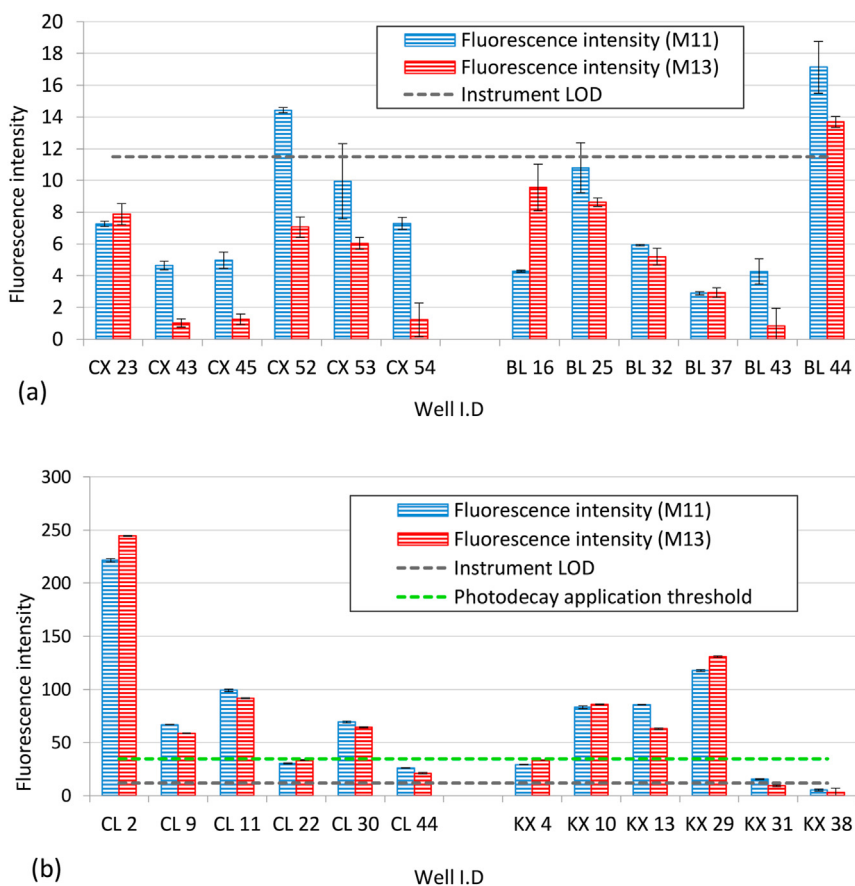 20
18
16
14
12
10
8
6
4
2
0
Fluorescence intensity
Fluorescence intensity (M11)
Fluorescence intensity (M13)
Instrument LOD
CX 23 CX 43 CX 45 CX 52 CX 53 CX 54 BL 16 BL 25 BL 32 BL 37 BL 43 BL 44
(a)
Well I.D
300
250
200
150
100
50
0
Fluorescence intensity
Fluorescence intensity (M11)
Fluorescence intensity (M13)
Instrument LOD
Photodecay application threshold
CL 2 CL 9 CL 11 CL 22 CL 30 CL 44 KX 4 KX 10 KX 13 KX 29 KX 31 KX 38
(b)
Well I.D